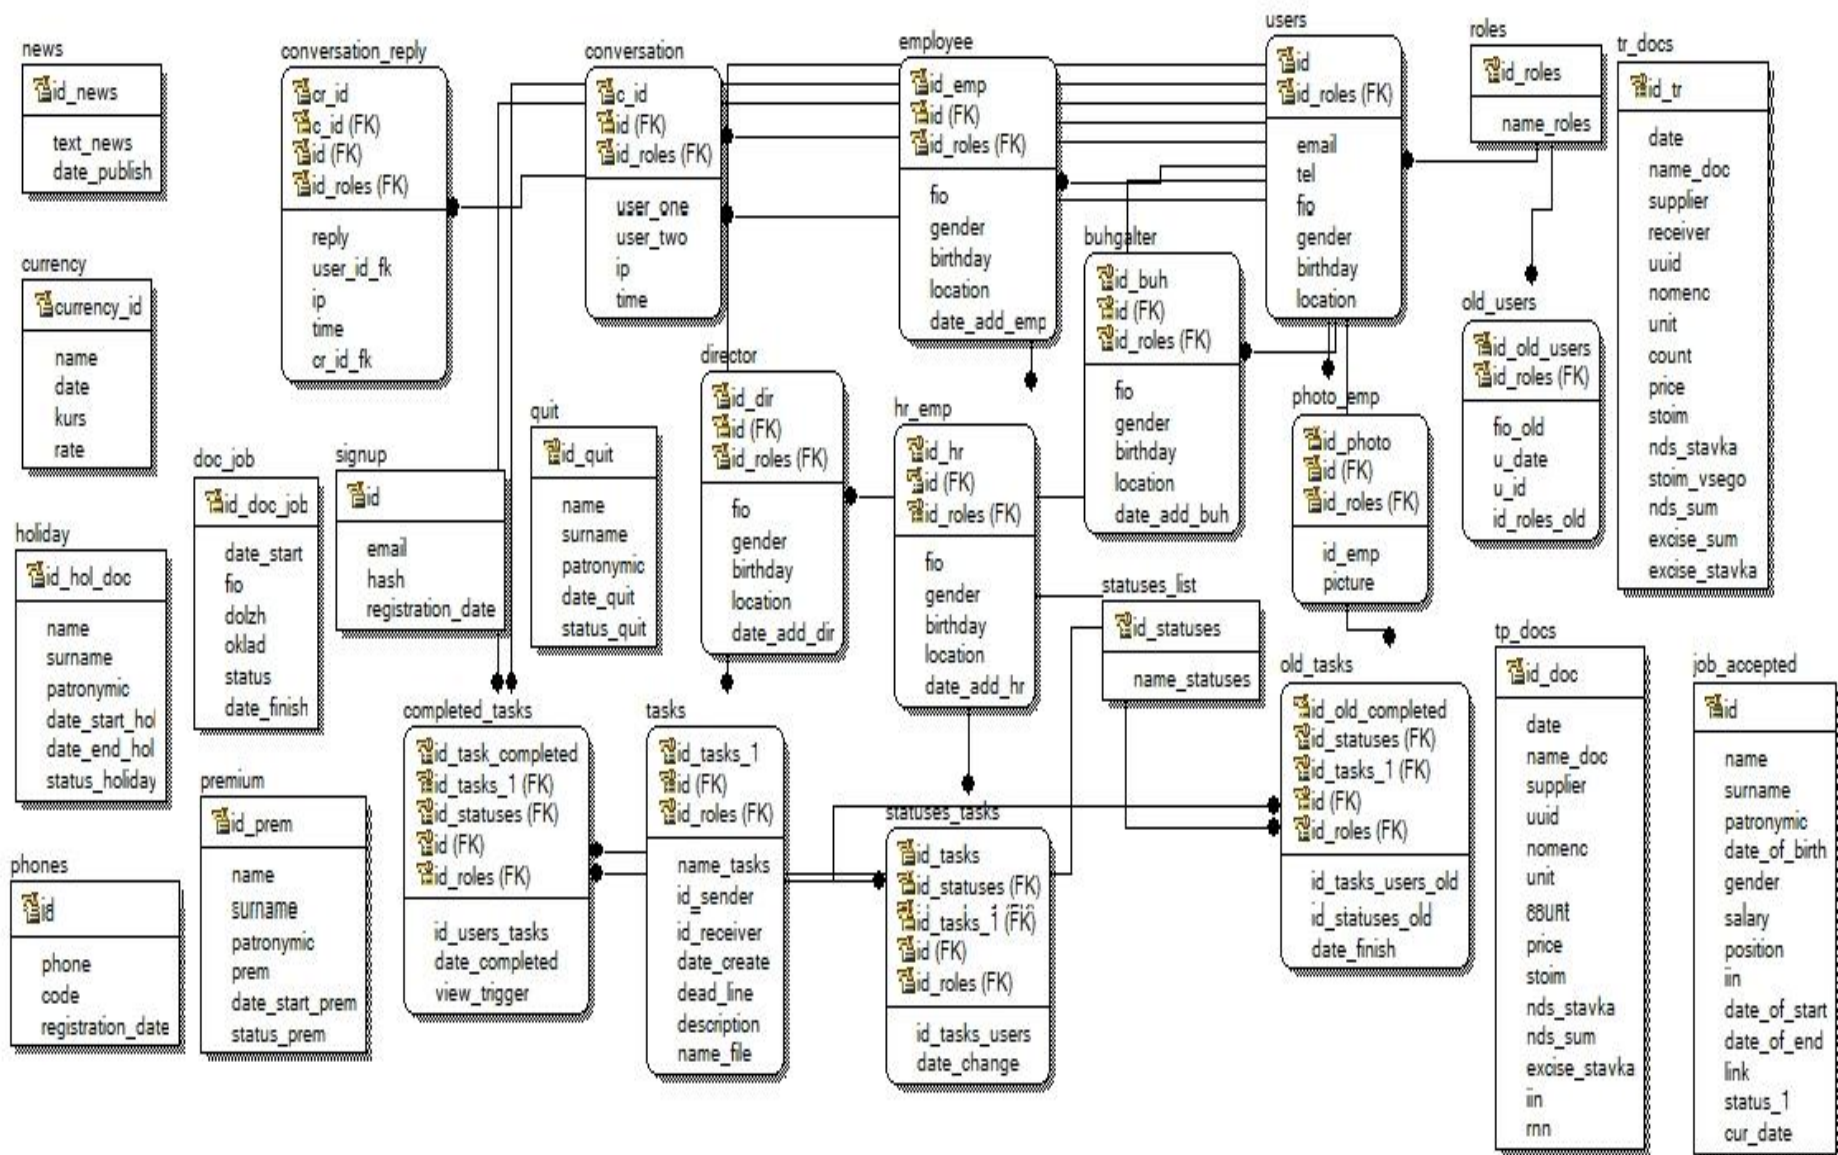 news
id_news
text_news
date_publish
currency
currency_id
name
date
kurs
rate
holiday
id_hol_doc
name
surname
patronymic
date_start_hol
date_end_hol
status_holiday
phones
id
phone
code
registration_date
doc_job
id_doc_job
date_start
fio
dolzh
oklad
status
date_finish
premium
id_prem
name
surname
patronymic
prem
date_start_prem
status_prem
conversation_reply
cr_id
c_id (FK)
id (FK)
id_roles (FK)
reply
user_id_fk
ip
time
cr_id_fk
signup
id
email
hash
registration_date
completed_tasks
id_task_completed
id_tasks_1 (FK)
id_statuses (FK)
id (FK)
id_roles (FK)
id_users_tasks
date_completed
view_trigger
conversation
c_id
id (FK)
id_roles (FK)
user_one
user_two
ip
time
quit
id_quit
name
surname
patronymic
date_quit
status_quit
director
id_dir
id (FK)
id_roles (FK)
fio
gender
birthday
location
date_add_dir
tasks
id_tasks_1
id (FK)
id_roles (FK)
name_tasks
id_sender
id_receiver
date_create
dead_line
description
name_file
employee
id_emp
id (FK)
id_roles (FK)
fio
gender
birthday
location
date_add_emp
hr_emp
id_hr
id (FK)
id_roles (FK)
fio
gender
birthday
location
date_add_hr
statuses_tasks
id_tasks
id_statuses (FK)
id_tasks_1 (FK)
id (FK)
id_roles (FK)
id_tasks_users
date_change
buhgalter
id_buh
id (FK)
id_roles (FK)
fio
gender
birthday
location
date_add_buh
statuses_list
id_statuses
name_statuses
users
id
id_roles (FK)
email
tel
fio
gender
birthday
location
photo_emp
id_photo
id (FK)
id_roles (FK)
id_emp
picture
old_tasks
id_old_completed
id_statuses (FK)
id_tasks_1 (FK)
id (FK)
id_roles (FK)
id_tasks_users_old
id_statuses_old
date_finish
roles
id_roles
name_roles
old_users
id_old_users
id_roles (FK)
fio_old
u_date
u_id
id_roles_old
tr_docs
id_tr
date
name_doc
supplier
receiver
uuid
nomenc
unit
count
price
stoim
nds_stavka
stoim_vsego
nds_sum
excise_sum
excise_stavka
tp_docs
id_doc
date
name_doc
supplier
uuid
nomenc
unit
count
price
stoim
nds_stavka
nds_sum
excise_stavka
iin
rnn
job_accepted
id
name
surname
patronymic
date_of_birth
gender
salary
position
iin
date_of_start
date_of_end
link
status_1
cur_date